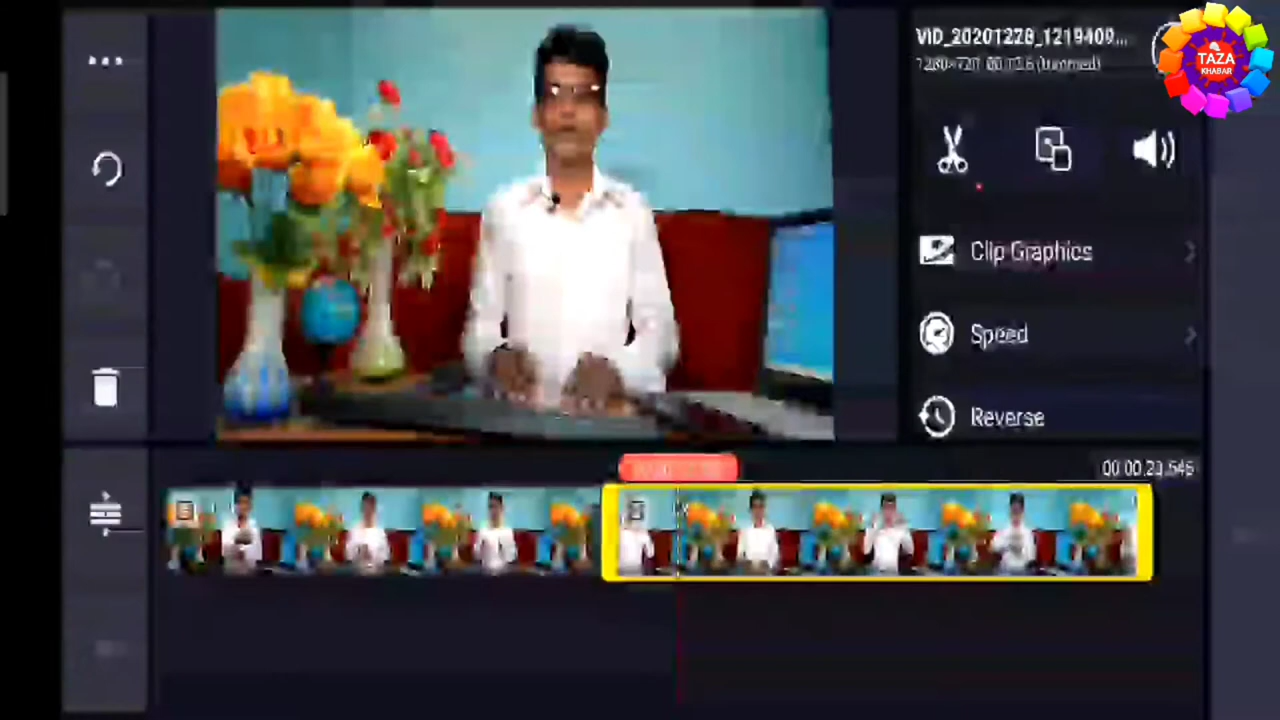 VID_20201228_1219409...
TAZA
KHABAR
Clip Graphics
Speed
Reverse
00:00:23.546